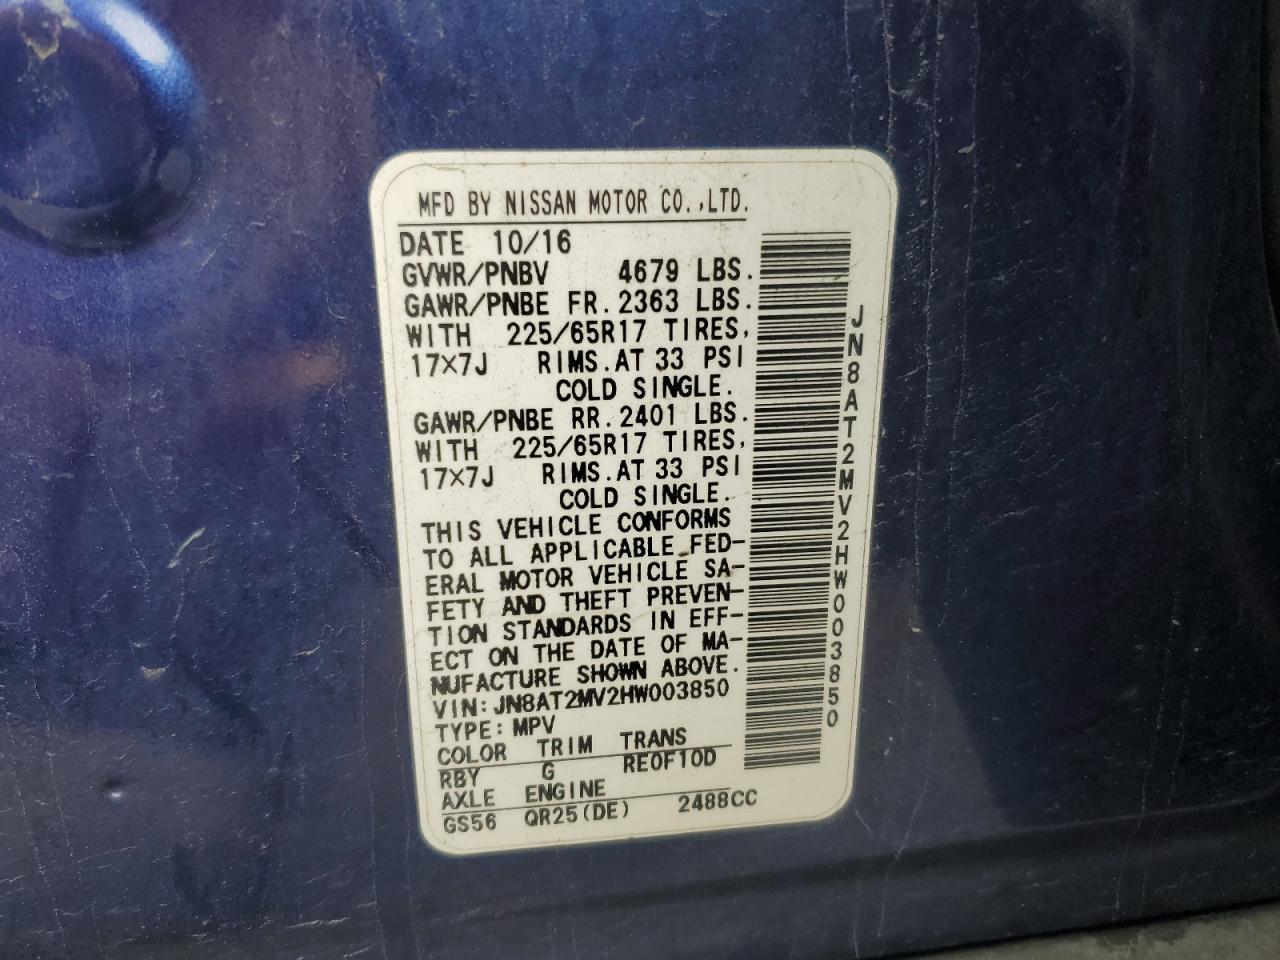 MFD BY NISSAN MOTOR CO.,LTD.
DATE 10/16
GVWR/PNBV 4679 LBS.
GAWR/PNBE FR. 2363 LBS.
WITH 225/65R17 TIRES,
17×7J RIMS. AT 33 PSI
COLD SINGLE.
GAWR/PNBE RR. 2401 LBS.
WITH 225/65R17 TIRES,
17×7J RIMS. AT 33 PSI
COLD SINGLE.
THIS VEHICLE CONFORMS
TO ALL APPLICABLE FED-
ERAL MOTOR VEHICLE SA-
FETY AND THEFT PREVEN-
TION STANDARDS IN EFF-
ECT ON THE DATE OF MA-
NUFACTURE SHOWN ABOVE.
VIN: JN8AT2MV2HW003850
TYPE: MPV
COLOR TRIM TRANS
RBY G RE0F10D
AXLE ENGINE
GS56 QR25(DE) 2488CC
JN8AT2MV2HW003850